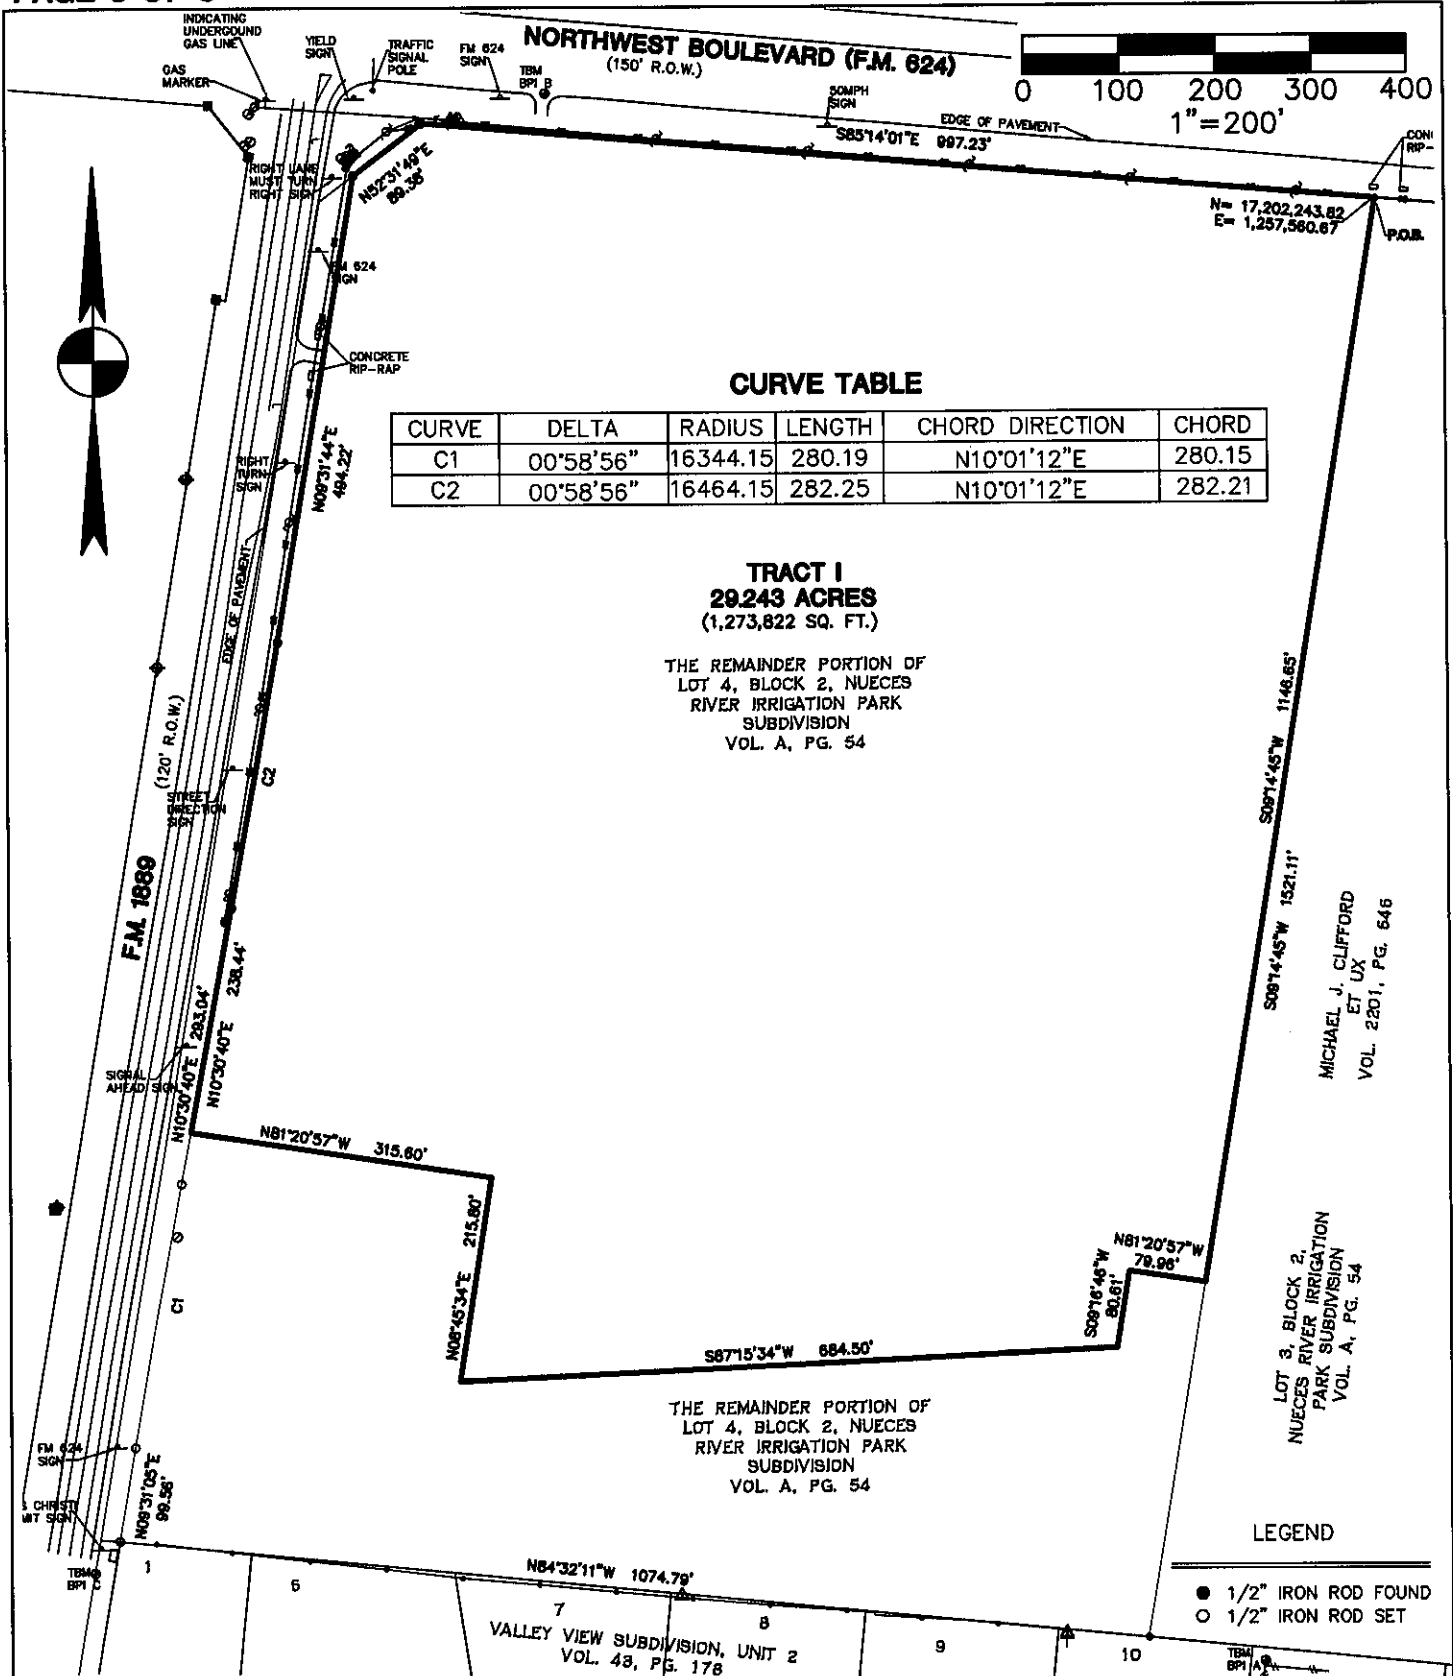 INDICATING
UNDERGOUND
GAS LINE
GAS
MARKER
YIELD
SIGN
TRAFFIC
SIGNAL
POLE
FM 624
SIGN
TBM
BPI B
NORTHWEST BOULEVARD (F.M. 624)
(150' R.O.W.)
50MPH
SIGN
EDGE OF PAVEMENT
0 100 200 300 400
1"=200'
S85°14'01"E 997.23'
N= 17,202,243.82
E= 1,257,560.67
P.O.B.
RIGHT LANE
MUST TURN
RIGHT SIGN
N52°31'49"E
89.38'
FM 624
SIGN
CONCRETE
RIP-RAP
N09°31'44"E
494.22'
RIGHT
TURN
SIGN
EDGE OF PAVEMENT
CURVE TABLE
CURVE DELTA RADIUS LENGTH CHORD DIRECTION CHORD
C1 00°58'56" 16344.15 280.19 N10°01'12"E 280.15
C2 00°58'56" 16464.15 282.25 N10°01'12"E 282.21
TRACT I
29.243 ACRES
(1,273,822 SQ. FT.)
THE REMAINDER PORTION OF
LOT 4, BLOCK 2, NUECES
RIVER IRRIGATION PARK
SUBDIVISION
VOL. A, PG. 54
S09°14'45"W 1146.65'
S09°14'45"W 1521.11'
MICHAEL J. CLIFFORD
ET UX
VOL. 2201, PG. 646
(120' R.O.W.)
STREET
DIRECTION
SIGN
C2
F.M. 1889
N10°30'40"E 293.04'
N10°30'40"E 238.44'
SIGNAL
AHEAD SIGN
N81°20'57"W 315.60'
N08°45'34"E 215.80'
S87°15'34"W 684.50'
S09°16'46"W
80.61'
N81°20'57"W
79.96'
LOT 3, BLOCK 2,
NUECES RIVER IRRIGATION
PARK SUBDIVISION
VOL. A, PG. 54
C1
THE REMAINDER PORTION OF
LOT 4, BLOCK 2, NUECES
RIVER IRRIGATION PARK
SUBDIVISION
VOL. A, PG. 54
FM 624
SIGN
N09°31'05"E
99.56'
TBM
BPI C
N84°32'11"W 1074.79'
1
6
7
8
9
10
VALLEY VIEW SUBDIVISION, UNIT 2
VOL. 43, PG. 178
LEGEND
1/2" IRON ROD FOUND
1/2" IRON ROD SET
TBM
BPI A